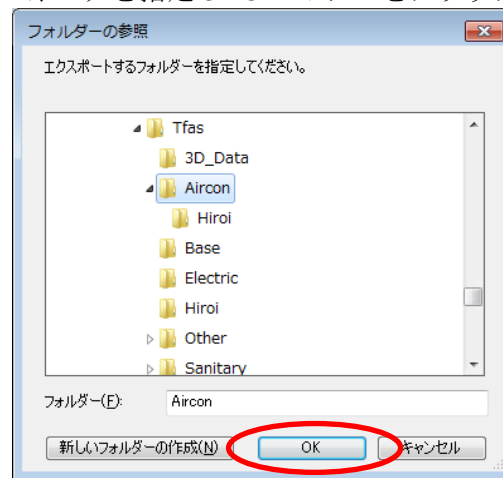 フォルダーの参照
エクスポートするフォルダーを指定してください。
Tfas
3D_Data
Aircon
Hiroi
Base
Electric
Hiroi
Other
Sanitary
フォルダー(F): Aircon
新しいフォルダーの作成(N) OK キャンセル